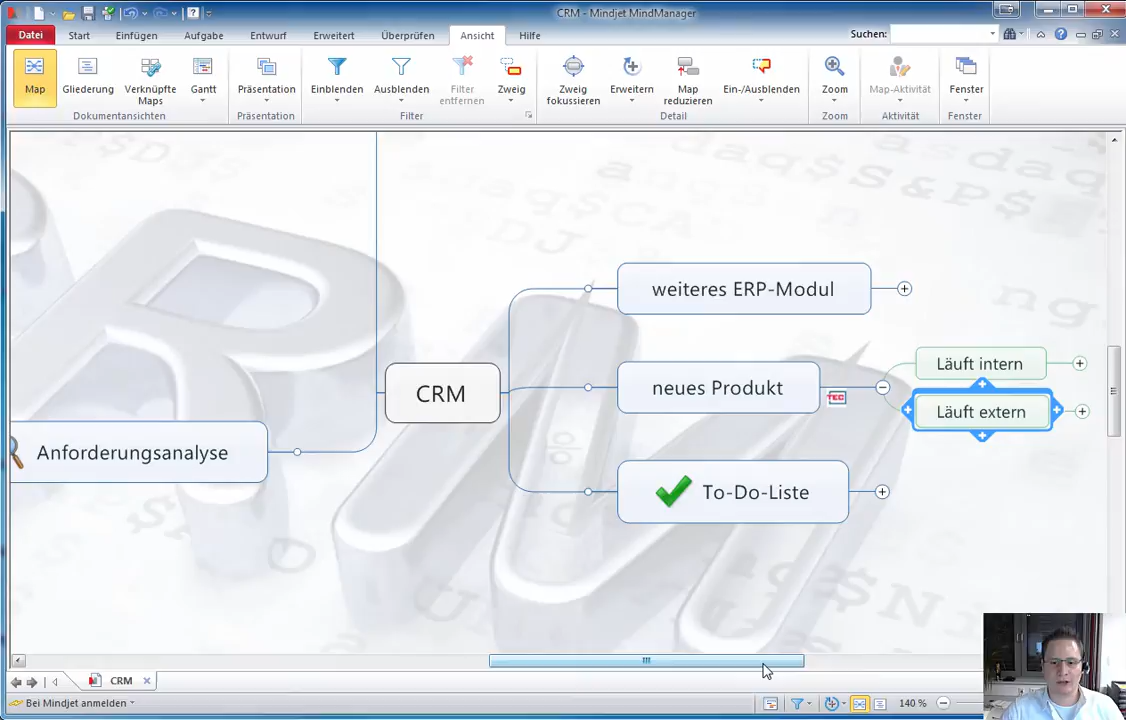 CRM - Mindjet MindManager
Datei Start Einfügen Aufgabe Entwurf Erweitert Überprüfen Ansicht Hilfe Suchen:
Map Gliederung Verknüpfte Maps Gantt Präsentation Einblenden Ausblenden Filter entfernen Zweig Zweig fokussieren Erweitern Map reduzieren Ein-/Ausblenden Zoom Map-Aktivität Fenster
Dokumentansichten Präsentation Filter Detail Zoom Aktivität Fenster
weiteres ERP-Modul
Läuft intern
CRM
neues Produkt
TEC
Läuft extern
Anforderungsanalyse
To-Do-Liste
CRM
Bei Mindjet anmelden
140 %